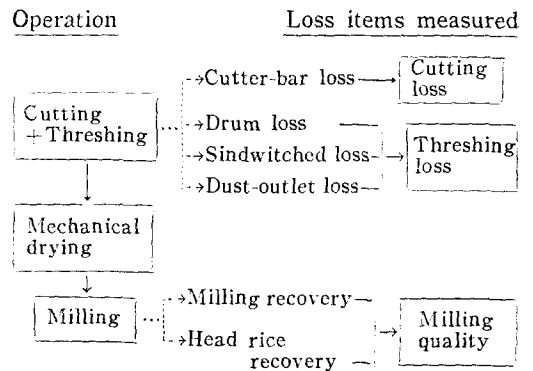 Operation
Loss items measured
Cutter-bar loss
Cutting
loss
Cutting
+Threshing
Drum loss
Sindwitched loss
Dust-outlet loss
Threshing
loss
Mechanical
drying
Milling
Milling recovery
Head rice
recovery
Milling
quality